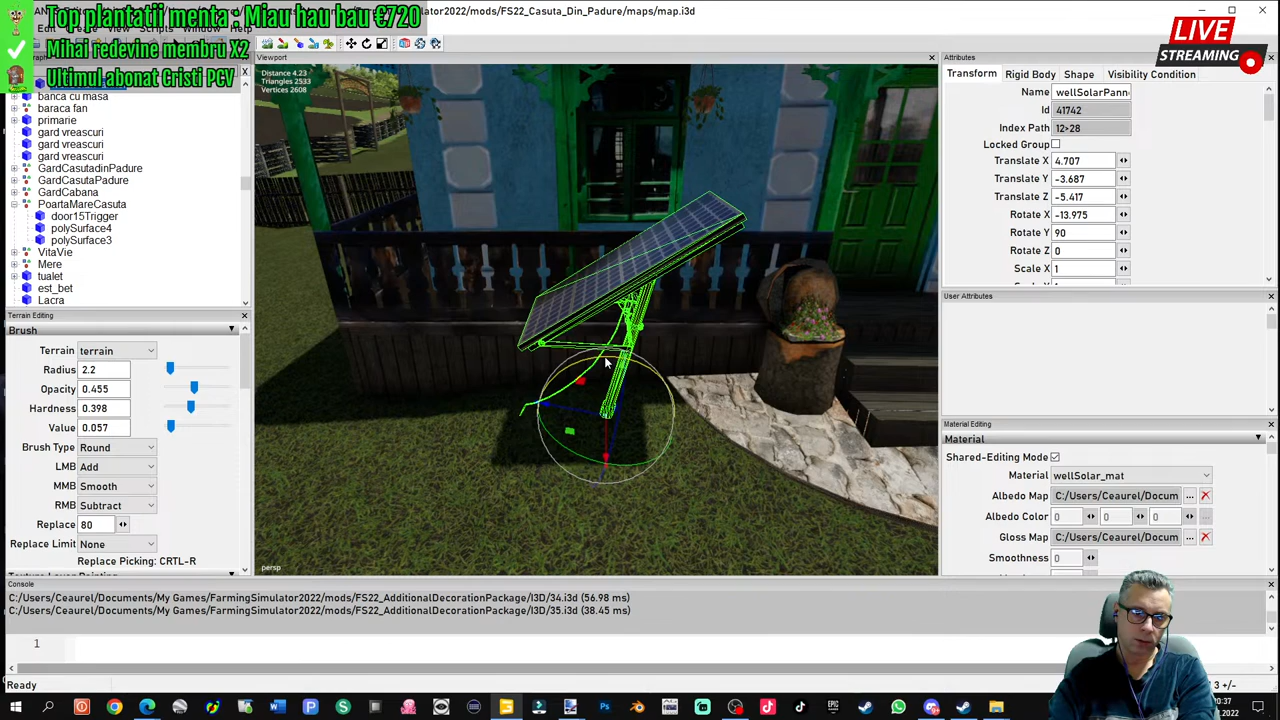 Top plantatii menta : Miau hau bau €720
Mihai redevine membru X2
Ultimul abonat Cristi PCV
LIVE
STREAMING
Simulator2022/mods/FS22_Casuta_Din_Padure/maps/map.i3d
Scripts Window Help
banca cu masa
baraca fan
primarie
gard vreascuri
gard vreascuri
gard vreascuri
GardCasutadinPadure
GardCasutaPadure
GardCabana
PoartaMareCasuta
door15Trigger
polySurface4
polySurface3
VitaVie
Mere
tualet
est_bet
Lacra
Terrain Editing
Brush
Terrain terrain
Radius 2.2
Opacity 0.455
Hardness 0.398
Value 0.057
Brush Type Round
LMB Add
MMB Smooth
RMB Subtract
Replace 80
Replace Limit None
Replace Picking: CRTL-R
Texture Layer Painting
Viewport
Distance 4.23
Triangles 2533
Vertices 2608
persp
Attributes
Transform Rigid Body Shape Visibility Condition
Name wellSolarPann
Id 41742
Index Path 12>28
Locked Group
Translate X 4.707
Translate Y -3.687
Translate Z -5.417
Rotate X -13.975
Rotate Y 90
Rotate Z 0
Scale X 1
User Attributes
Material Editing
Material
Shared-Editing Mode
Material wellSolar_mat
Albedo Map C:/Users/Ceaurel/Docum ...
Albedo Color 0 0 0
Gloss Map C:/Users/Ceaurel/Docum ...
Smoothness 0
Console
C:/Users/Ceaurel/Documents/My Games/FarmingSimulator2022/mods/FS22_AdditionalDecorationPackage/I3D/34.i3d (56.98 ms)
C:/Users/Ceaurel/Documents/My Games/FarmingSimulator2022/mods/FS22_AdditionalDecorationPackage/I3D/35.i3d (38.45 ms)
1
Ready
3 +/-